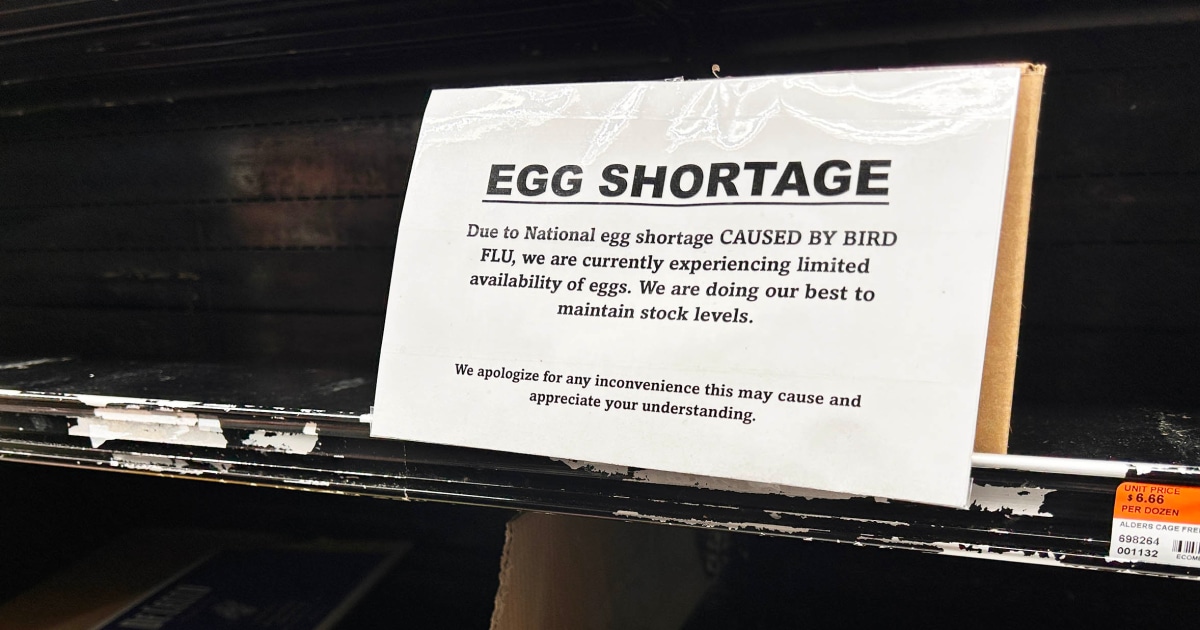 EGG SHORTAGE
Due to National egg shortage CAUSED BY BIRD
FLU, we are currently experiencing limited
availability of eggs. We are doing our best to
maintain stock levels.
We apologize for any inconvenience this may cause and
appreciate your understanding.
UNIT PRICE
$6.66
PER DOZEN
ALDERS CAGE FRE
698264
001132
ECOM